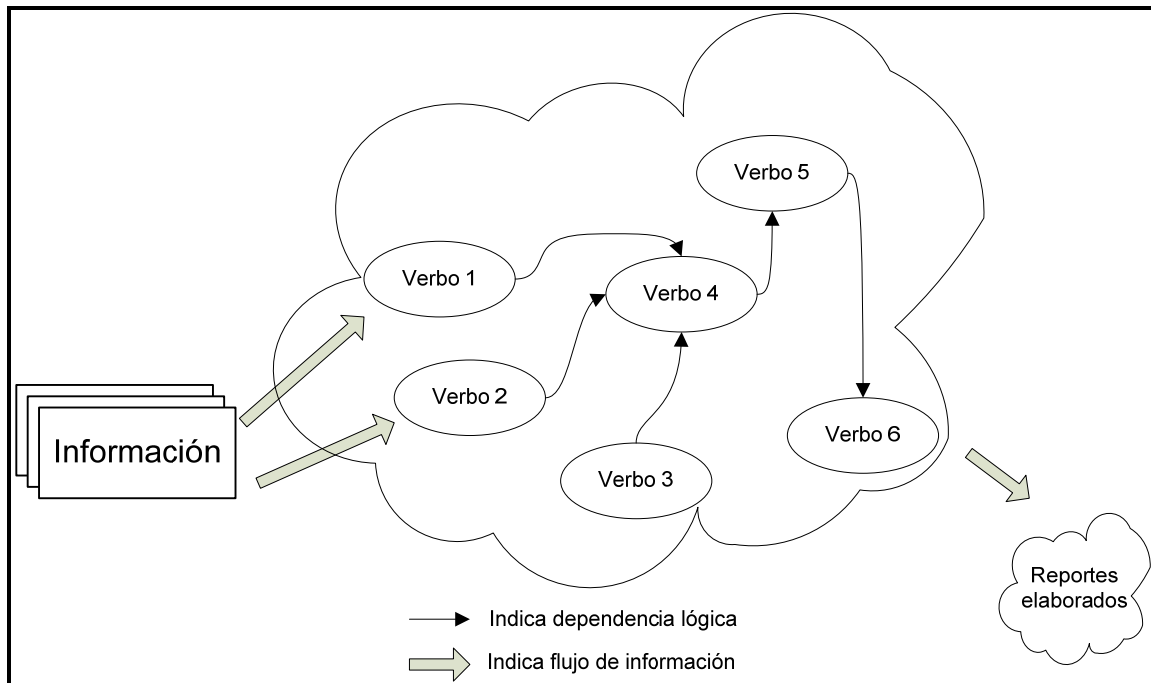 Verbo 5
Verbo 1
Verbo 4
Verbo 2
Verbo 6
Verbo 3
Información
Reportes
elaborados
Indica dependencia lógica
Indica flujo de información